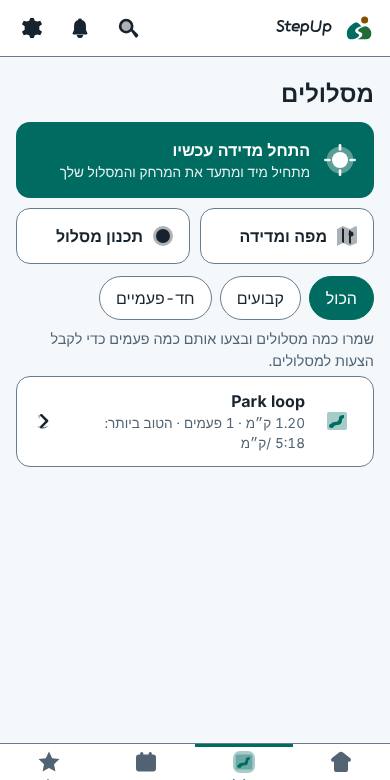 StepUp
מסלולים
התחל מדידה עכשיו
מתחיל מיד ומתעד את המרחק והמסלול שלך
מפה ומדידה
תכנון מסלול
הכול
קבועים
חד-פעמיים
שמרו כמה מסלולים ובצעו אותם כמה פעמים כדי לקבל
הצעות למסלולים.
Park loop
1.20 ק״מ · 1 פעמים · הטוב ביותר:
5:18 /ק״מ